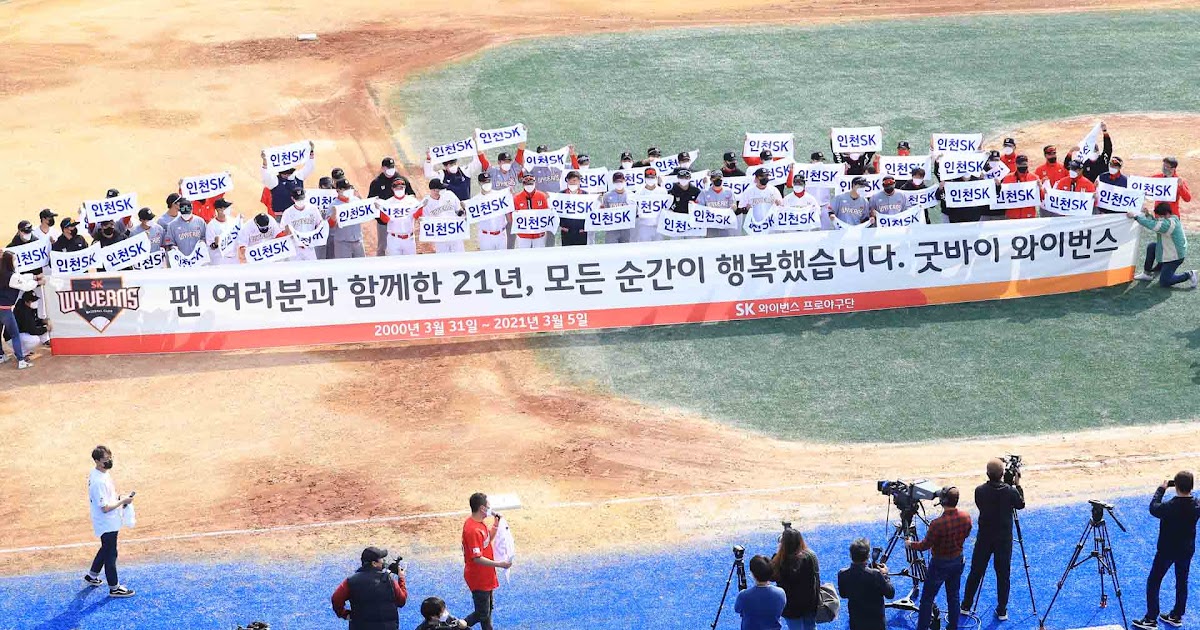 인천SK
SK
WYVERNS
BASEBALL CLUB
팬 여러분과 함께한 21년, 모든 순간이 행복했습니다. 굿바이 와이번스
2000년 3월 31일 ~ 2021년 3월 5일
SK 와이번스 프로야구단